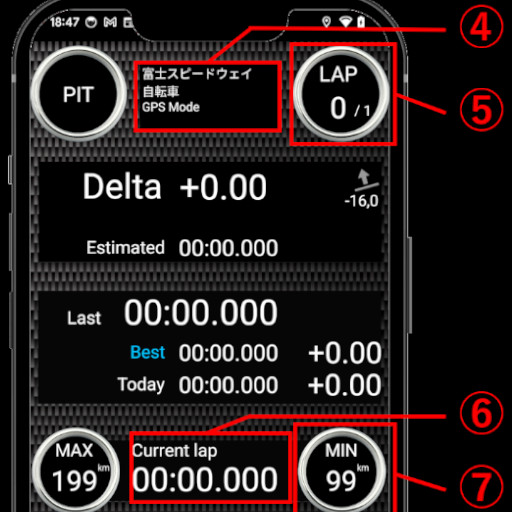 18:47
④
富士スピードウェイ
自転車
GPS Mode
PIT
LAP
0 / 1
⑤
Delta +0.00
-16,0
Estimated 00:00.000
Last 00:00.000
Best 00:00.000 +0.00
Today 00:00.000 +0.00
⑥
MAX
199 km
Current lap
00:00.000
MIN
99 km
⑦